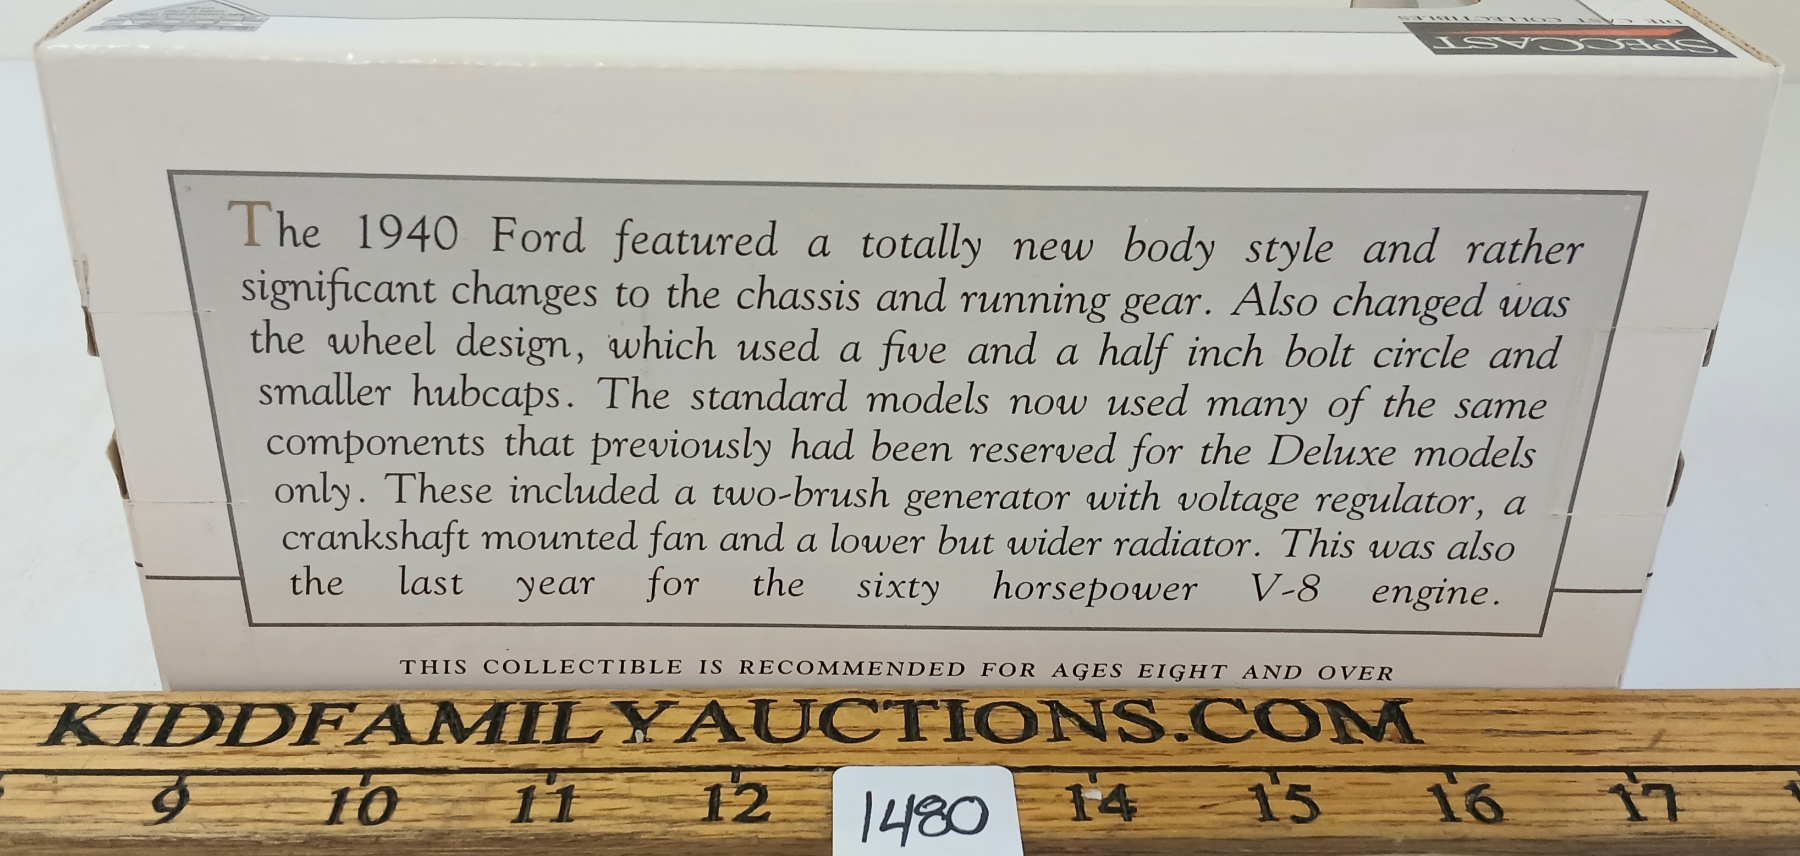 DIE CAST COLLECTIBLES
SPECCAST
The 1940 Ford featured a totally new body style and rather
significant changes to the chassis and running gear. Also changed was
the wheel design, which used a five and a half inch bolt circle and
smaller hubcaps. The standard models now used many of the same
components that previously had been reserved for the Deluxe models
only. These included a two-brush generator with voltage regulator, a
crankshaft mounted fan and a lower but wider radiator. This was also
the last year for the sixty horsepower V-8 engine.
THIS COLLECTIBLE IS RECOMMENDED FOR AGES EIGHT AND OVER
KIDDFAMILYAUCTIONS.COM
9 10 11 12 14 15 16 17
1480